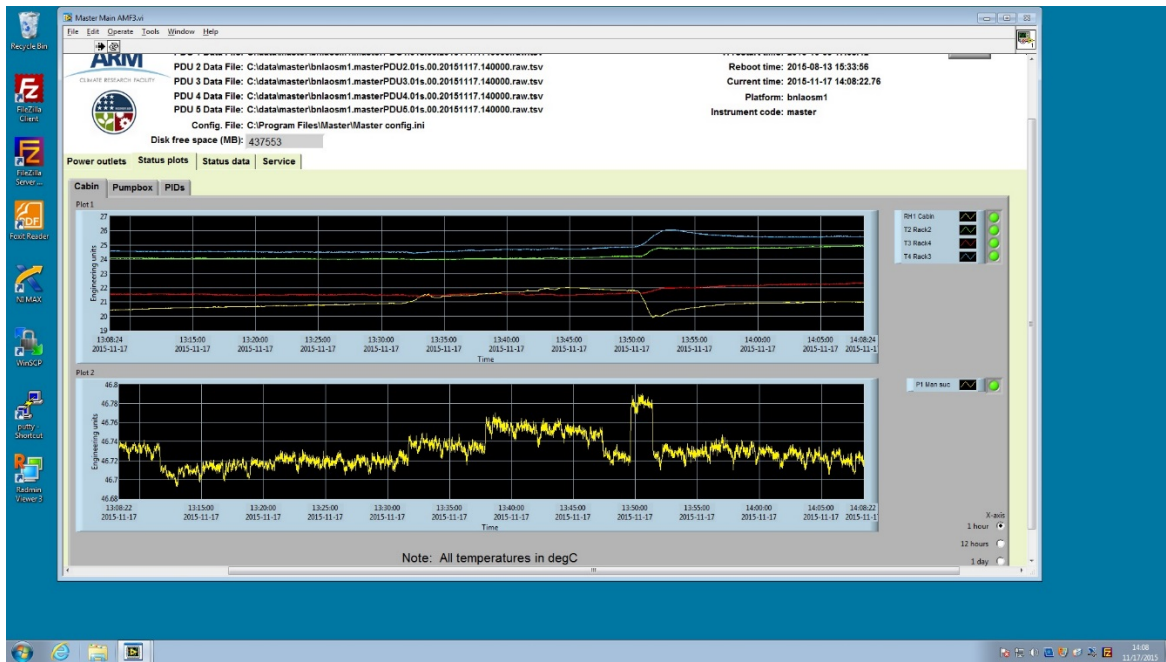 Recycle Bin
FileZilla Client
FileZilla Server ...
Foxit Reader
NI MAX
WinSCP
putty - Shortcut
Radmin Viewer 3
Master Main AMF3.vi
File Edit Operate Tools Window Help
ARM
CLIMATE RESEARCH FACILITY
PDU 2 Data File: C:\data\master\bnlaosm1.masterPDU2.01s.00.20151117.140000.raw.tsv
PDU 3 Data File: C:\data\master\bnlaosm1.masterPDU3.01s.00.20151117.140000.raw.tsv
PDU 4 Data File: C:\data\master\bnlaosm1.masterPDU4.01s.00.20151117.140000.raw.tsv
PDU 5 Data File: C:\data\master\bnlaosm1.masterPDU5.01s.00.20151117.140000.raw.tsv
Config. File: C:\Program Files\Master\Master config.ini
Disk free space (MB): 437553
Reboot time: 2015-08-13 15:33:56
Current time: 2015-11-17 14:08:22.76
Platform: bnlaosm1
Instrument code: master
Power outlets Status plots Status data Service
Cabin Pumpbox PIDs
Plot 1
27
26
25
24
23
22
21
20
19
Engineering units
13:08:24 13:15:00 13:20:00 13:25:00 13:30:00 13:35:00 13:40:00 13:45:00 13:50:00 13:55:00 14:00:00 14:05:00 14:08:24
2015-11-17 2015-11-17 2015-11-17 2015-11-17 2015-11-17 2015-11-17 2015-11-17 2015-11-17 2015-11-17 2015-11-17 2015-11-17 2015-11-17 2015-11-1
Time
RH1 Cabin
T2 Rack2
T3 Rack4
T4 Rack3
Plot 2
46.8
46.78
46.76
46.74
46.72
46.7
46.68
Engineering units
13:08:22 13:15:00 13:20:00 13:25:00 13:30:00 13:35:00 13:40:00 13:45:00 13:50:00 13:55:00 14:00:00 14:05:00 14:08:22
2015-11-17 2015-11-17 2015-11-17 2015-11-17 2015-11-17 2015-11-17 2015-11-17 2015-11-17 2015-11-17 2015-11-17 2015-11-17 2015-11-17 2015-11-1
Time
P1 Man suc
X-axis
1 hour
12 hours
1 day
Note: All temperatures in degC
14:08
11/17/2015